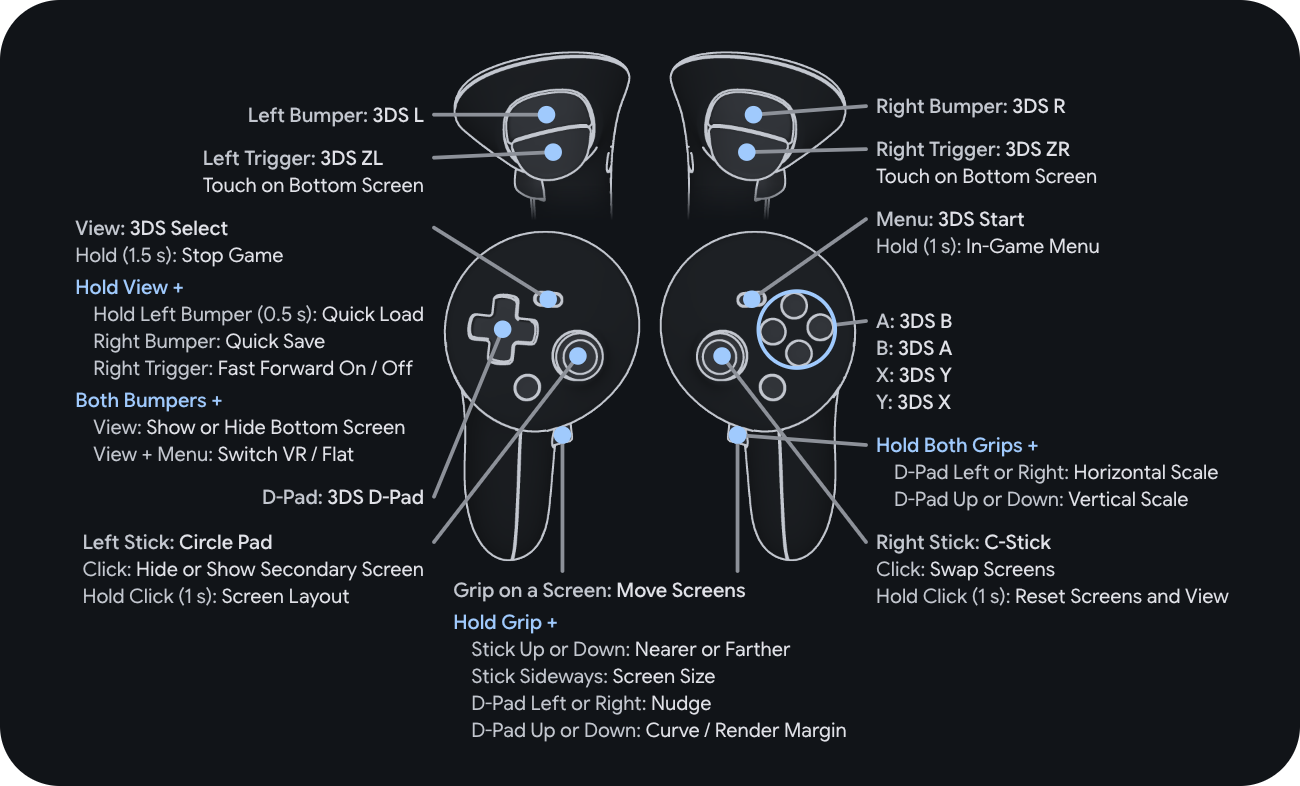 Left Bumper: 3DS L
Left Trigger: 3DS ZL
Touch on Bottom Screen
View: 3DS Select
Hold (1.5 s): Stop Game
Hold View +
Hold Left Bumper (0.5 s): Quick Load
Right Bumper: Quick Save
Right Trigger: Fast Forward On / Off
Both Bumpers +
View: Show or Hide Bottom Screen
View + Menu: Switch VR / Flat
D-Pad: 3DS D-Pad
Left Stick: Circle Pad
Click: Hide or Show Secondary Screen
Hold Click (1 s): Screen Layout
Grip on a Screen: Move Screens
Hold Grip +
Stick Up or Down: Nearer or Farther
Stick Sideways: Screen Size
D-Pad Left or Right: Nudge
D-Pad Up or Down: Curve / Render Margin
Right Bumper: 3DS R
Right Trigger: 3DS ZR
Touch on Bottom Screen
Menu: 3DS Start
Hold (1 s): In-Game Menu
A: 3DS B
B: 3DS A
X: 3DS Y
Y: 3DS X
Hold Both Grips +
D-Pad Left or Right: Horizontal Scale
D-Pad Up or Down: Vertical Scale
Right Stick: C-Stick
Click: Swap Screens
Hold Click (1 s): Reset Screens and View